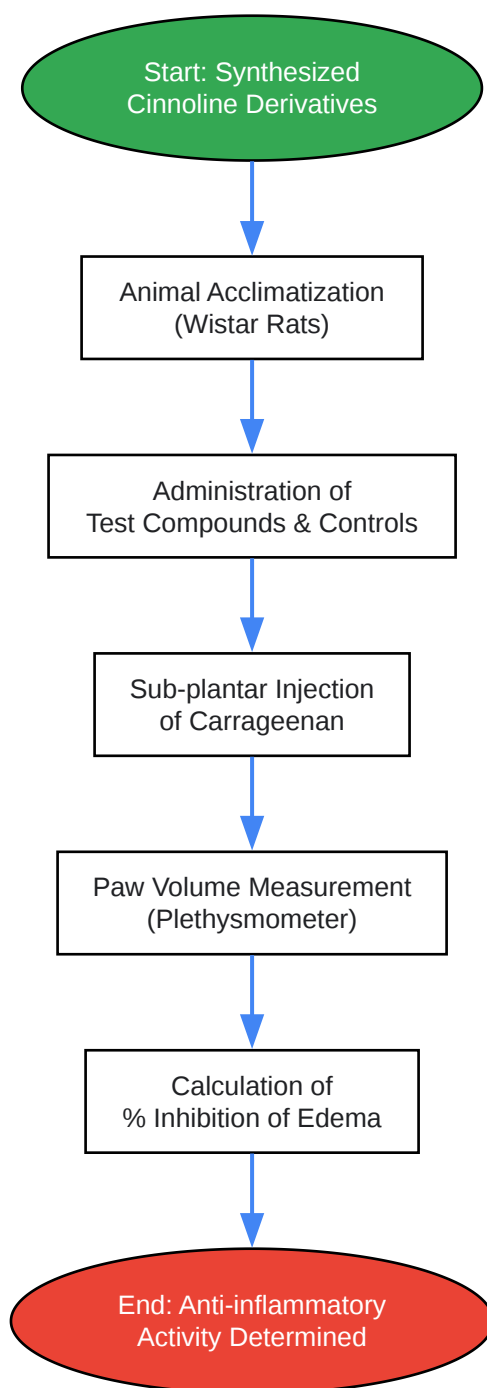 Start: Synthesized
Cinnoline Derivatives
Animal Acclimatization
(Wistar Rats)
Administration of
Test Compounds & Controls
Sub-plantar Injection
of Carrageenan
Paw Volume Measurement
(Plethysmometer)
Calculation of
% Inhibition of Edema
End: Anti-inflammatory
Activity Determined